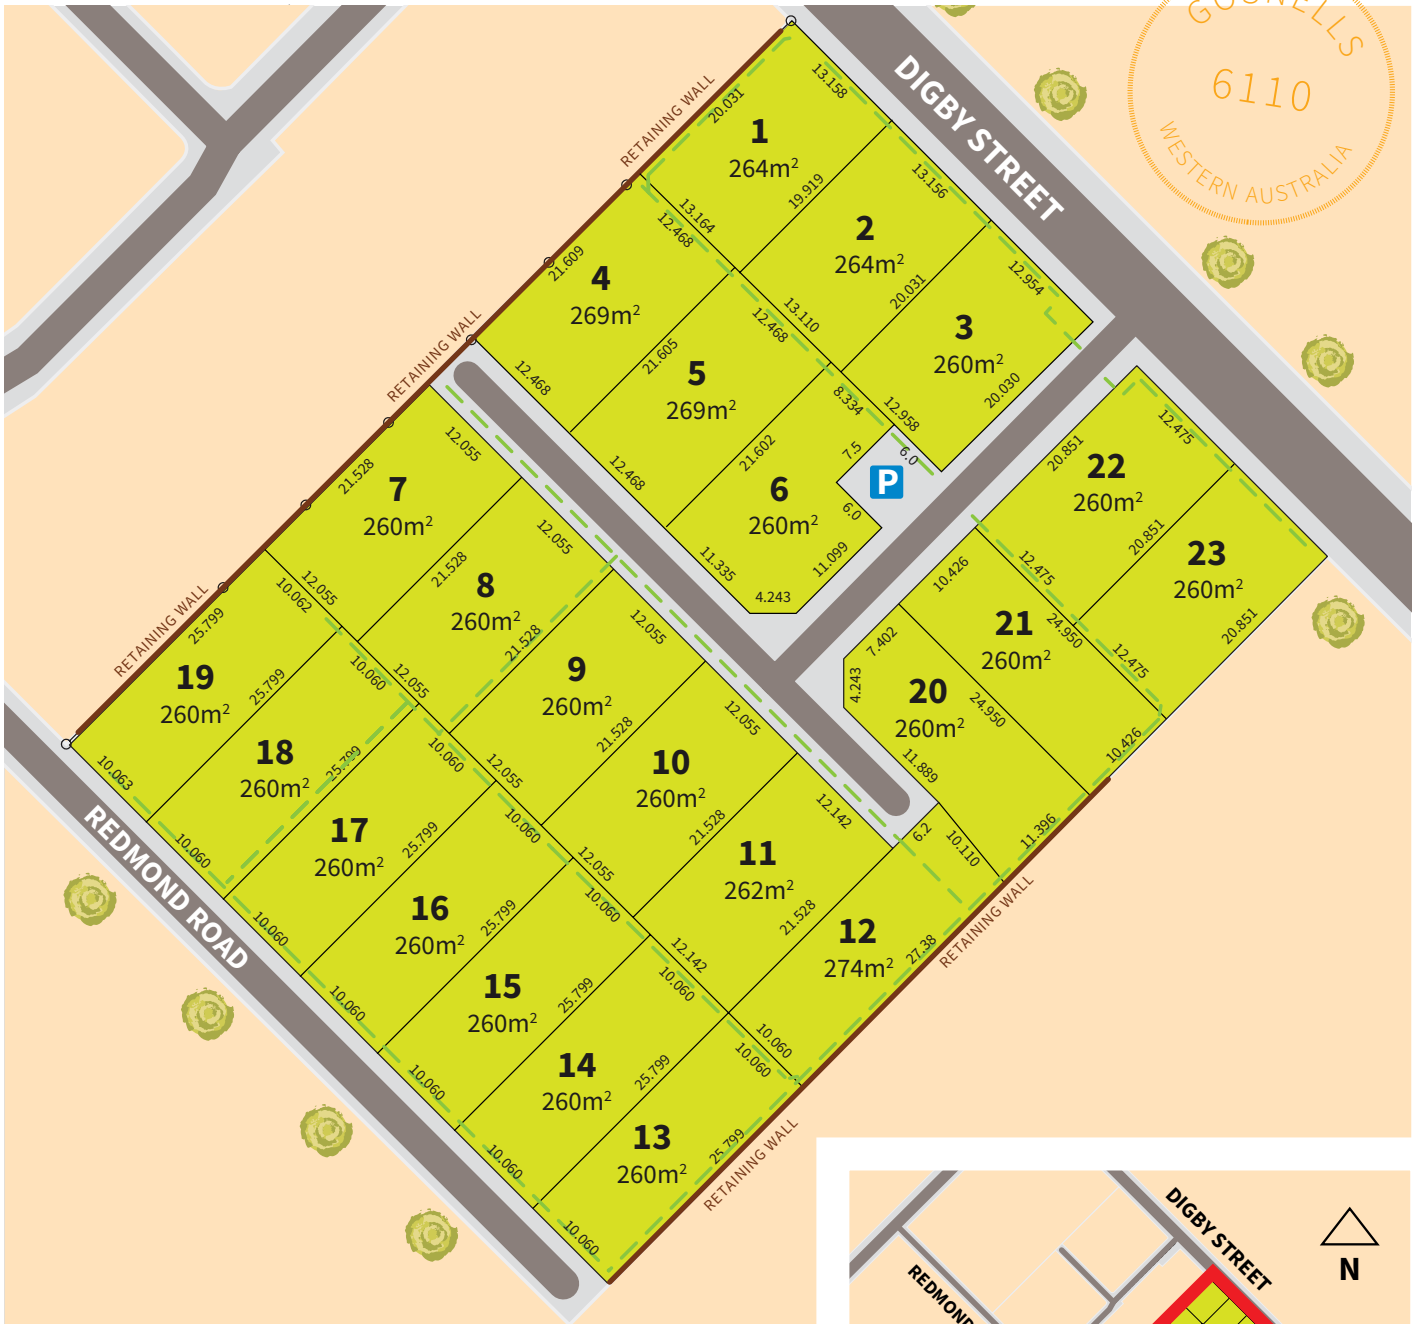 GOSNELLS
6110
WESTERN AUSTRALIA
DIGBY STREET
RETAINING WALL
20.031
13.158
1
264m²
19.919
13.164
13.156
2
264m²
13.110
20.031
12.954
3
260m²
20.030
12.958
12.468
21.609
4
269m²
12.468
21.605
12.468
5
269m²
12.468
21.602
8.334
7.5
6.0
P
6
260m²
6.0
11.335
11.099
4.243
RETAINING WALL
12.055
21.528
7
260m²
12.055
21.528
12.055
8
260m²
12.055
21.528
12.055
9
260m²
12.055
21.528
12.055
10
260m²
12.055
21.528
12.142
11
262m²
12.142
21.528
6.2
10.110
12
274m²
27.38
10.060
RETAINING WALL
10.062
25.799
19
260m²
10.063
25.799
10.060
18
260m²
10.060
25.799
10.060
17
260m²
10.060
25.799
10.060
16
260m²
10.060
25.799
10.060
15
260m²
10.060
25.799
10.060
14
260m²
10.060
25.799
10.060
13
260m²
10.060
25.799
RETAINING WALL
REDMOND ROAD
12.475
20.851
22
260m²
12.475
20.851
23
260m²
20.851
12.475
10.426
21
260m²
24.950
10.426
7.402
4.243
20
260m²
24.950
11.889
11.396
RETAINING WALL
DIGBY STREET
REDMOND
N